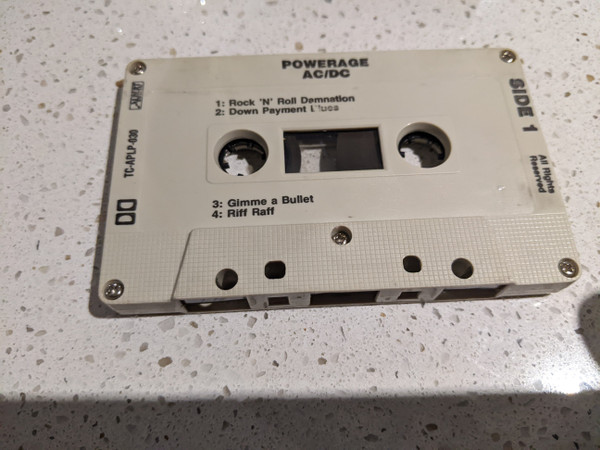 POWERAGE
AC/DC
1: Rock 'N' Roll Damnation
2: Down Payment Blues
3: Gimme a Bullet
4: Riff Raff
SIDE 1
All Rights
Reserved
TC-APLP-030